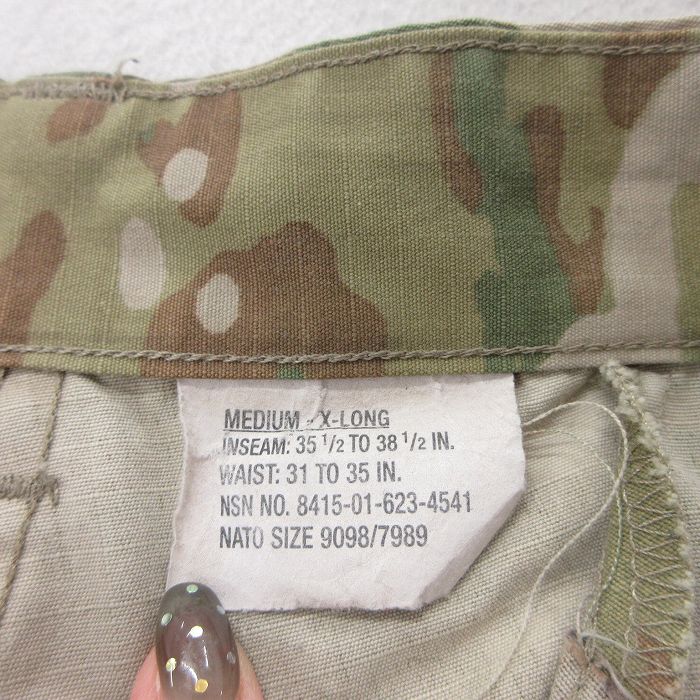 MEDIUM - X-LONG
INSEAM: 35 1/2 TO 38 1/2 IN.
WAIST: 31 TO 35 IN.
NSN NO. 8415-01-623-4541
NATO SIZE 9098/7989